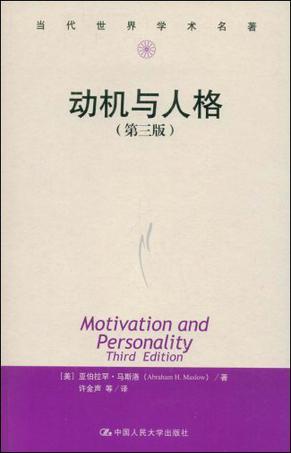 当代世界学术名著
动机与人格
（第三版）
Motivation and
Personality
Third Edition
［美］亚伯拉罕·马斯洛（Abraham H. Maslow）著
许金声 等／译
中国人民大学出版社